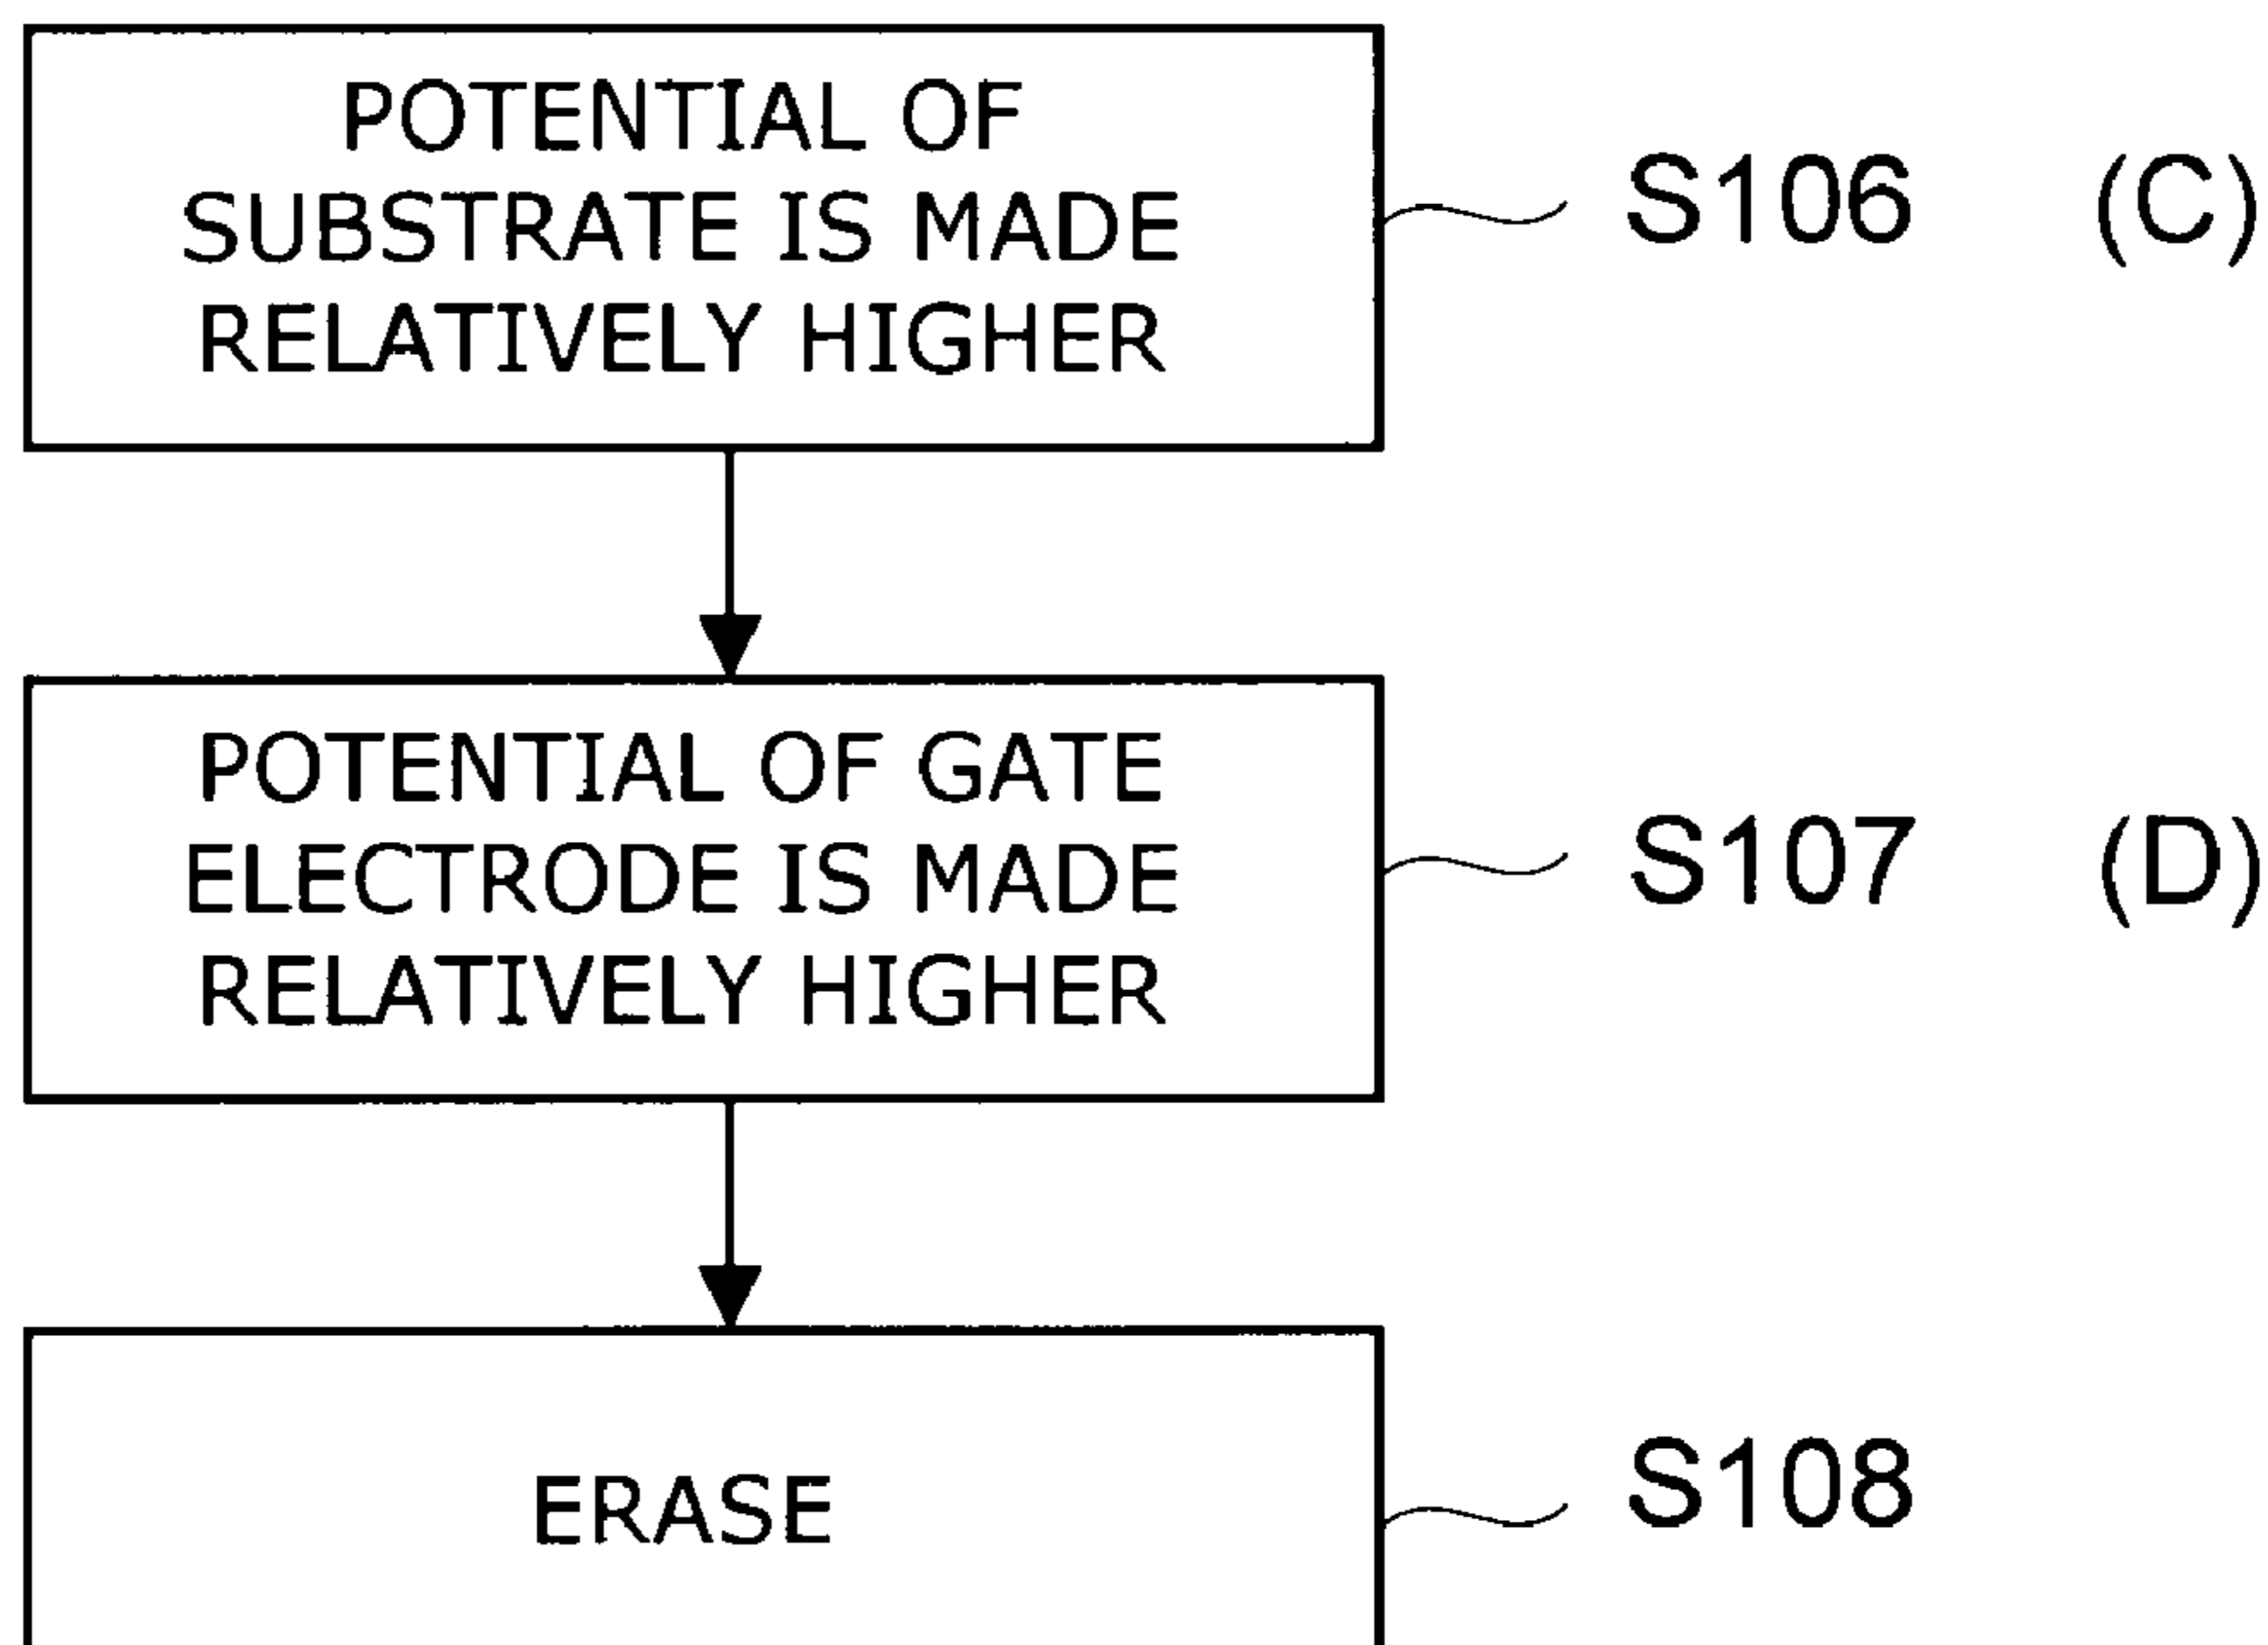 POTENTIAL OF
SUBSTRATE IS MADE
RELATIVELY HIGHER
S106 (C)
POTENTIAL OF GATE
ELECTRODE IS MADE
RELATIVELY HIGHER
S107 (D)
ERASE
S108